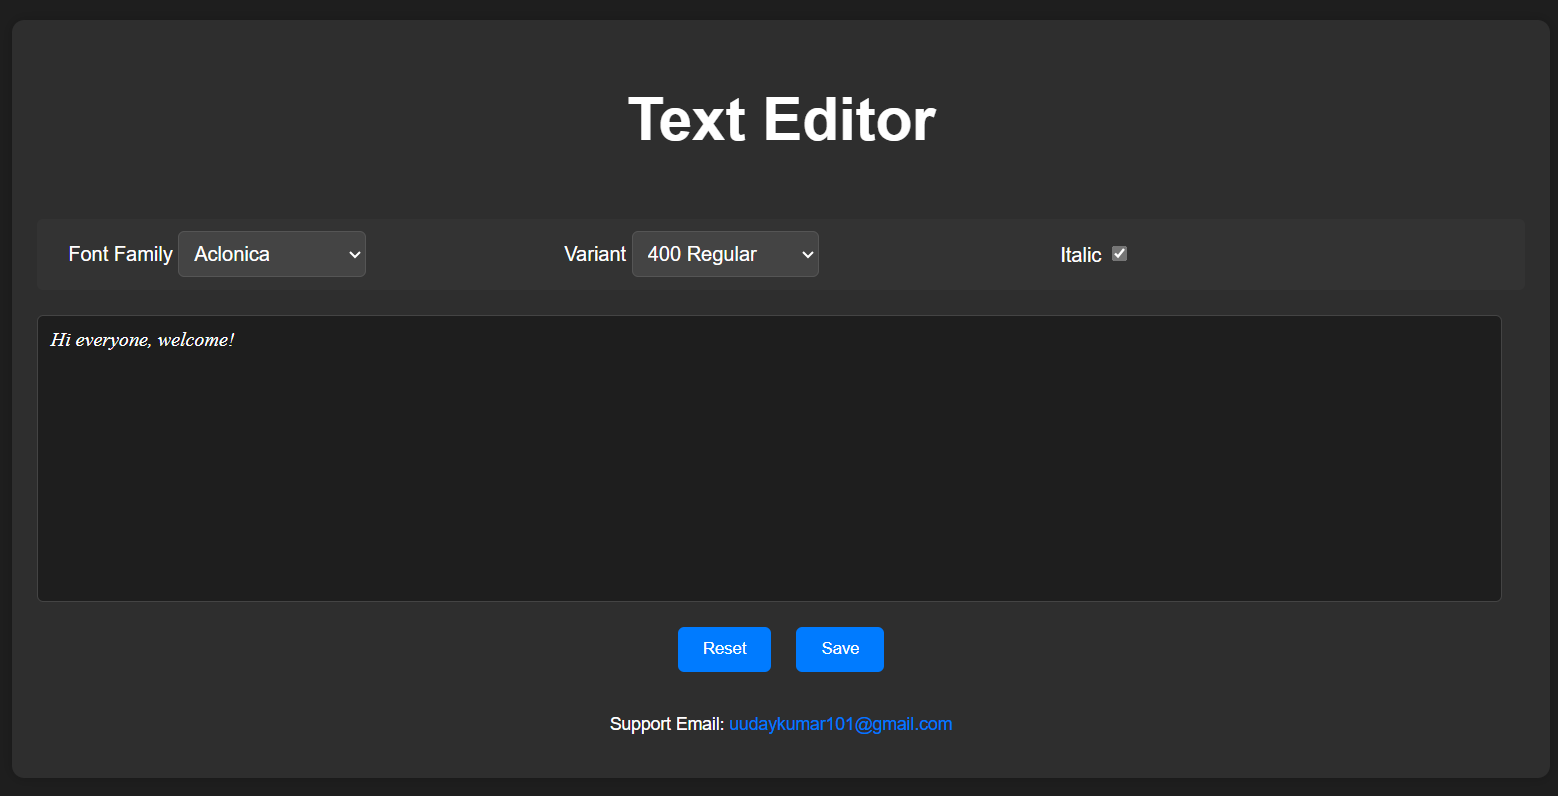 Text Editor
Font Family Aclonica Variant 400 Regular Italic
Hi everyone, welcome!
Reset Save
Support Email: uudaykumar101@gmail.com